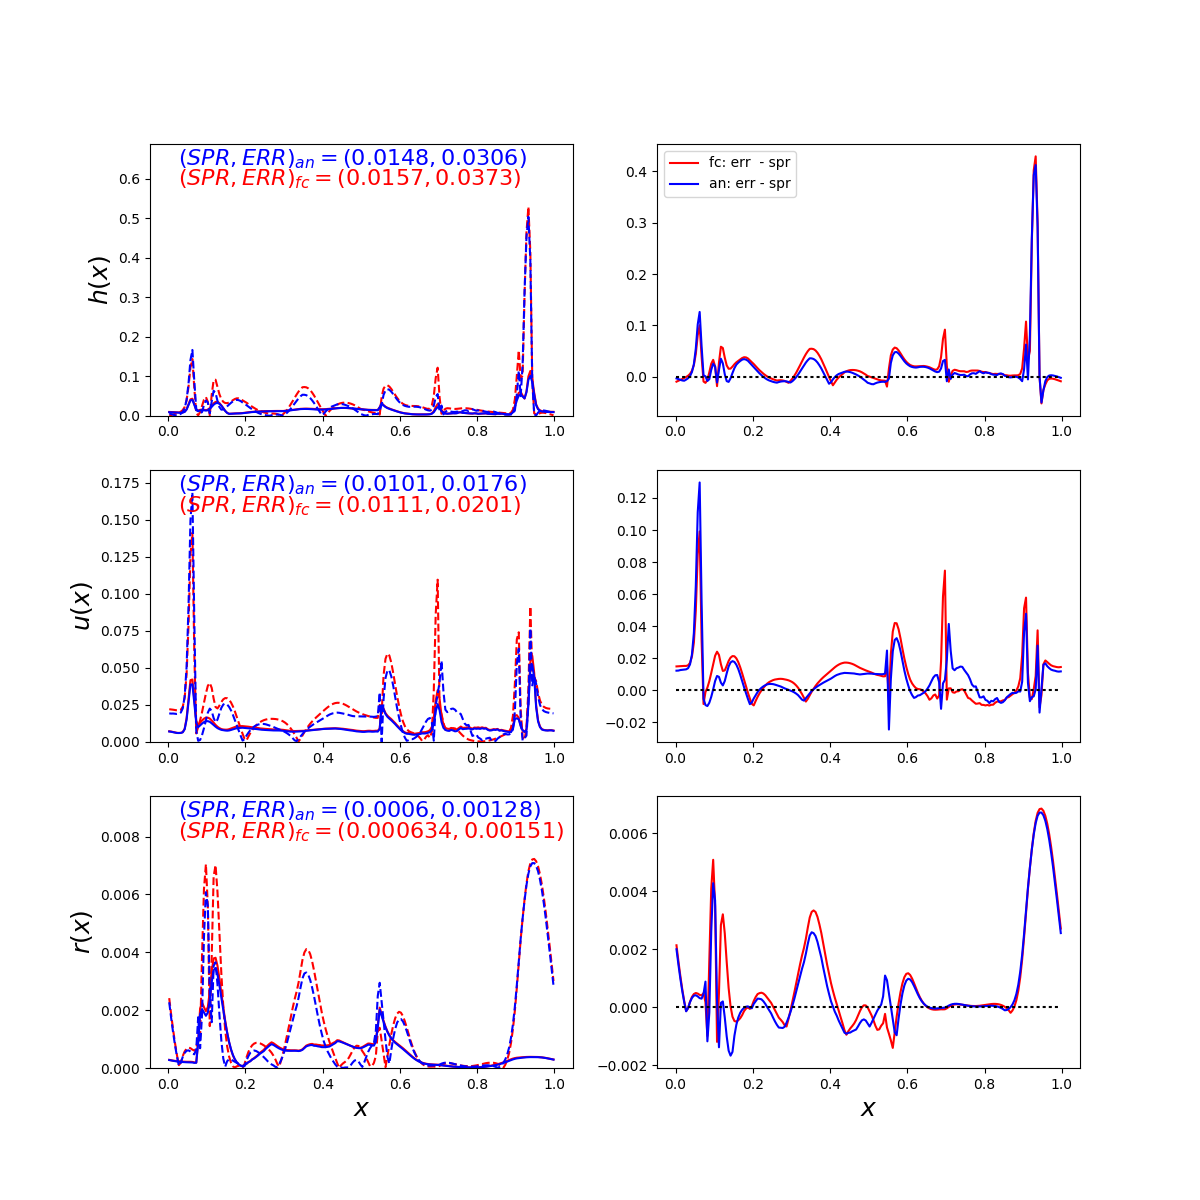 (SPR, ERR)an = (0.0148, 0.0306)
(SPR, ERR)fc = (0.0157, 0.0373)
h(x)
0.6
0.5
0.4
0.3
0.2
0.1
0.0
0.0 0.2 0.4 0.6 0.8 1.0
fc: err - spr
an: err - spr
0.4
0.3
0.2
0.1
0.0
0.0 0.2 0.4 0.6 0.8 1.0
(SPR, ERR)an = (0.0101, 0.0176)
(SPR, ERR)fc = (0.0111, 0.0201)
u(x)
0.175
0.150
0.125
0.100
0.075
0.050
0.025
0.000
0.0 0.2 0.4 0.6 0.8 1.0
0.12
0.10
0.08
0.06
0.04
0.02
0.00
−0.02
0.0 0.2 0.4 0.6 0.8 1.0
(SPR, ERR)an = (0.0006, 0.00128)
(SPR, ERR)fc = (0.000634, 0.00151)
r(x)
0.008
0.006
0.004
0.002
0.000
0.0 0.2 0.4 0.6 0.8 1.0
x
0.006
0.004
0.002
0.000
−0.002
0.0 0.2 0.4 0.6 0.8 1.0
x